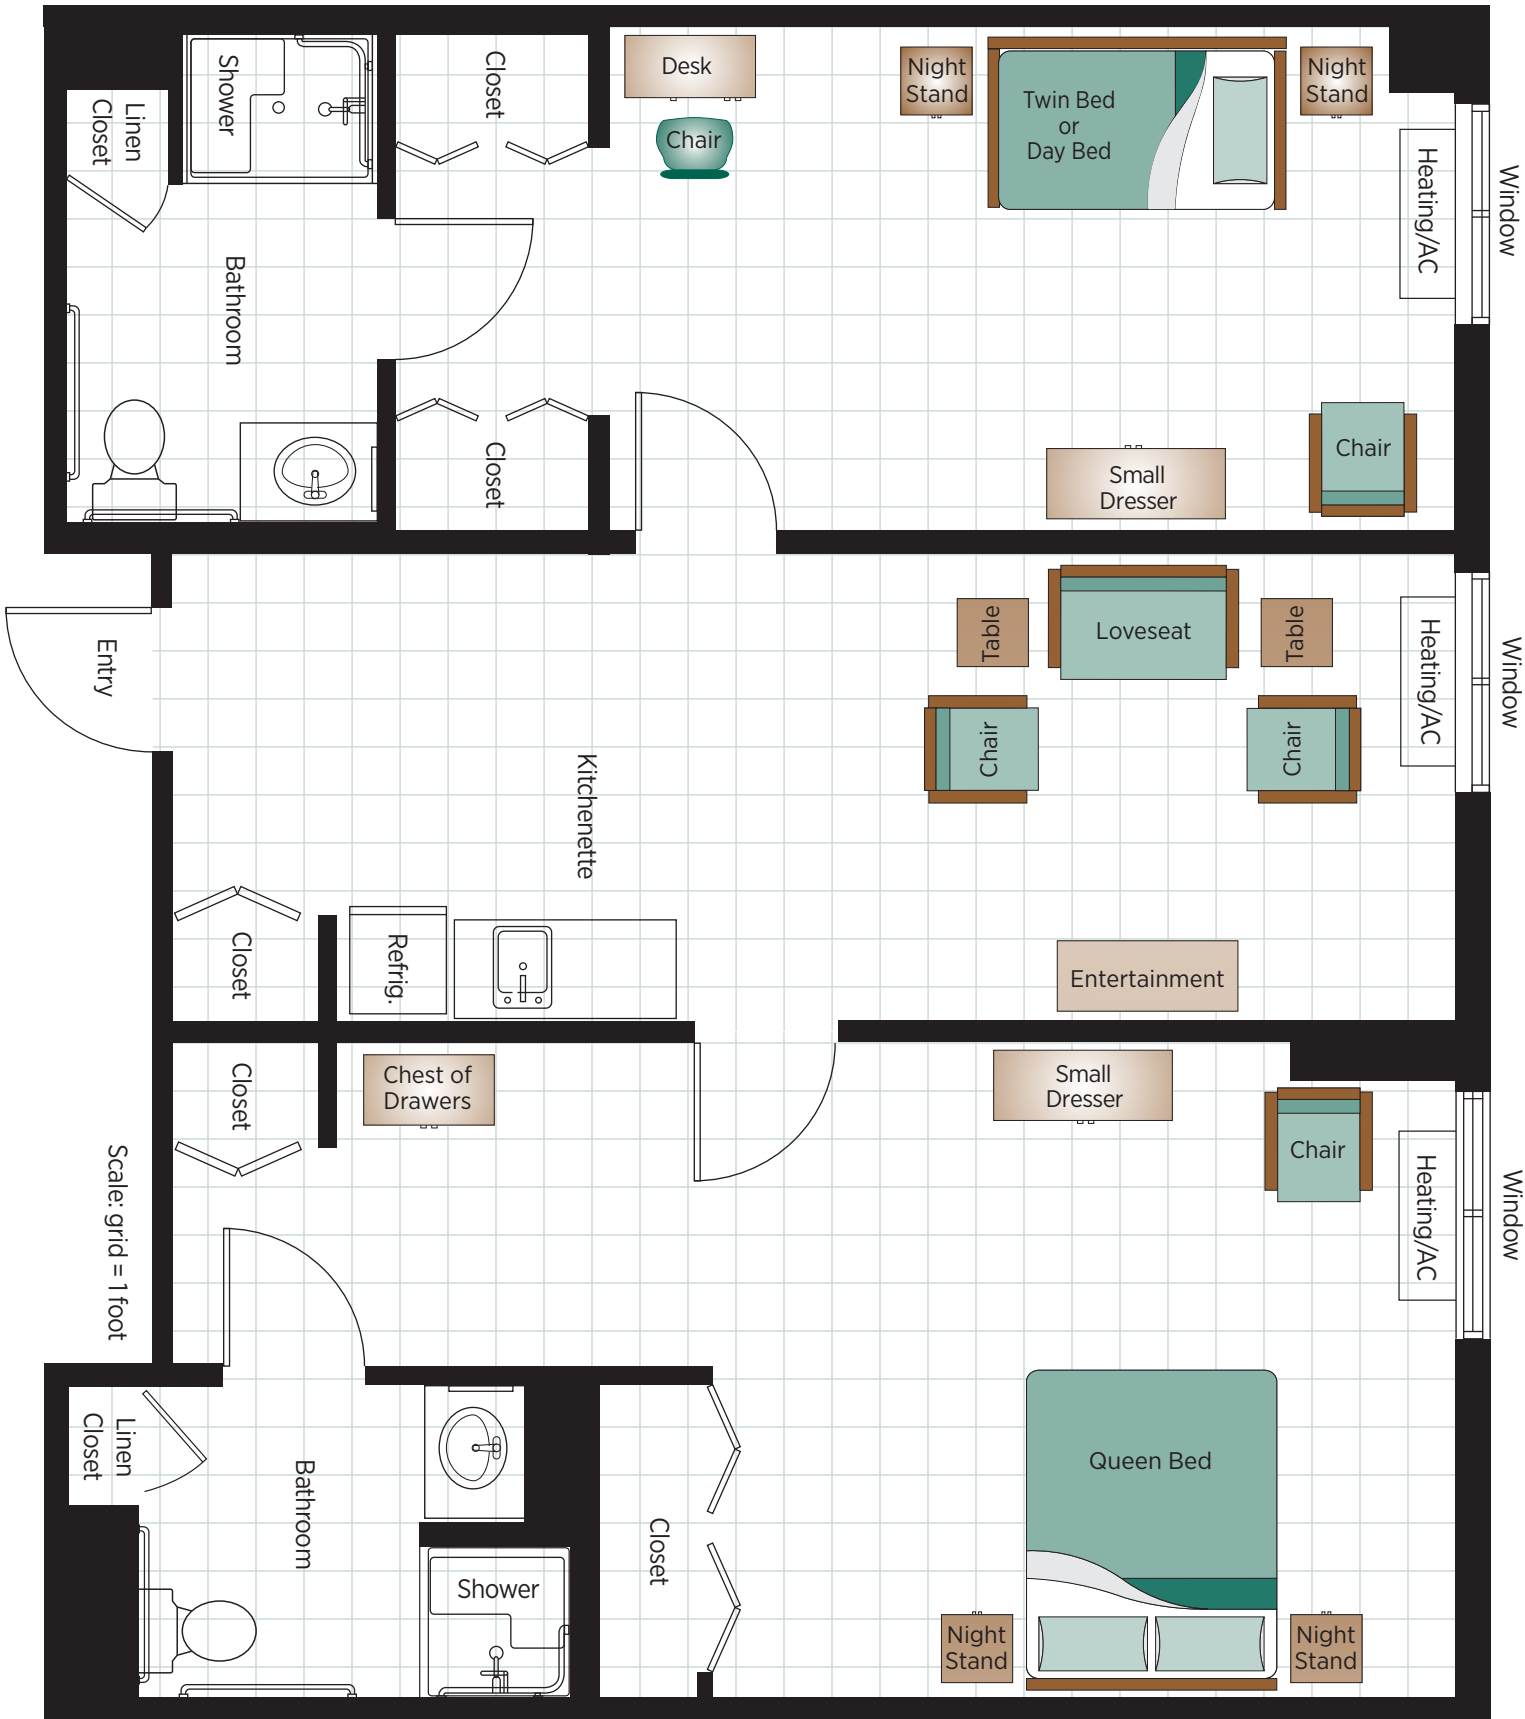 Shower
Linen
Closet
Closet
Desk
Chair
Night
Stand
Twin Bed
or
Day Bed
Night
Stand
Heating/AC
Window
Bathroom
Closet
Small
Dresser
Chair
Entry
Kitchenette
Table
Loveseat
Table
Chair
Chair
Heating/AC
Window
Closet
Refrig.
Entertainment
Closet
Chest of
Drawers
Small
Dresser
Chair
Heating/AC
Window
Scale: grid = 1 foot
Linen
Closet
Bathroom
Shower
Closet
Queen Bed
Night
Stand
Night
Stand